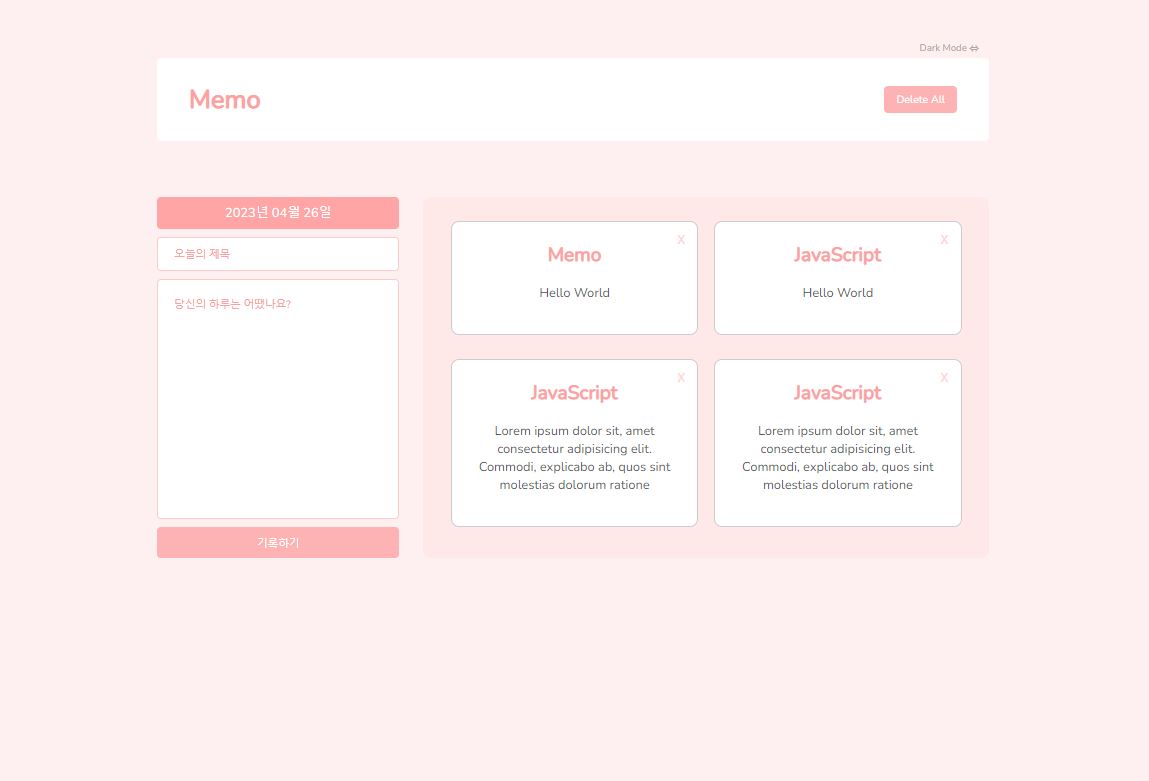 Dark Mode ⇔
Memo
Delete All
2023년 04월 26일
오늘의 제목
당신의 하루는 어땠나요?
기록하기
X
Memo
Hello World
X
JavaScript
Hello World
X
JavaScript
Lorem ipsum dolor sit, amet
consectetur adipisicing elit.
Commodi, explicabo ab, quos sint
molestias dolorum ratione
X
JavaScript
Lorem ipsum dolor sit, amet
consectetur adipisicing elit.
Commodi, explicabo ab, quos sint
molestias dolorum ratione